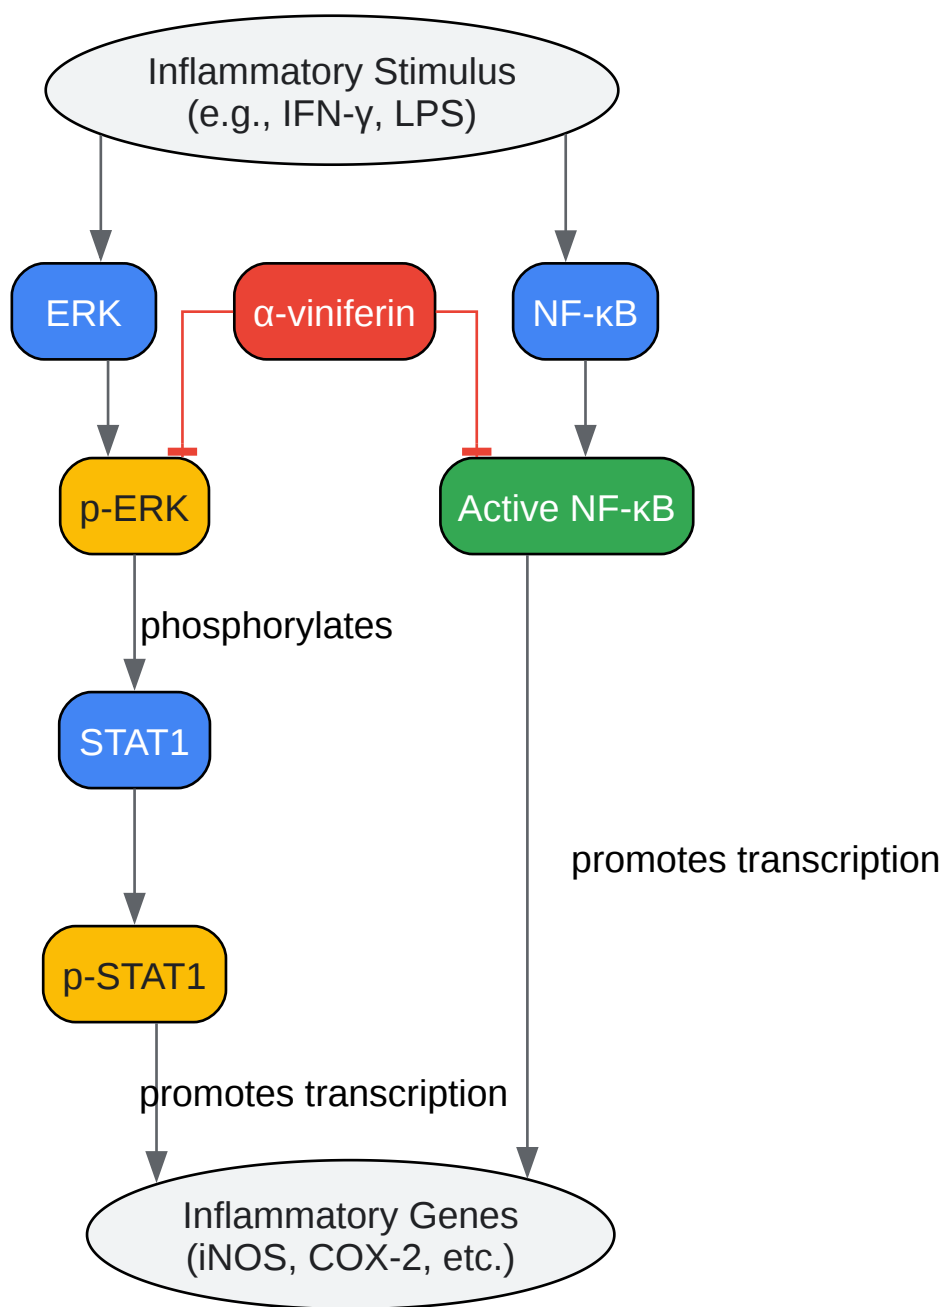 Inflammatory Stimulus
(e.g., IFN-γ, LPS)
ERK
α-viniferin
NF-κB
p-ERK
Active NF-κB
phosphorylates
STAT1
promotes transcription
p-STAT1
promotes transcription
Inflammatory Genes
(iNOS, COX-2, etc.)